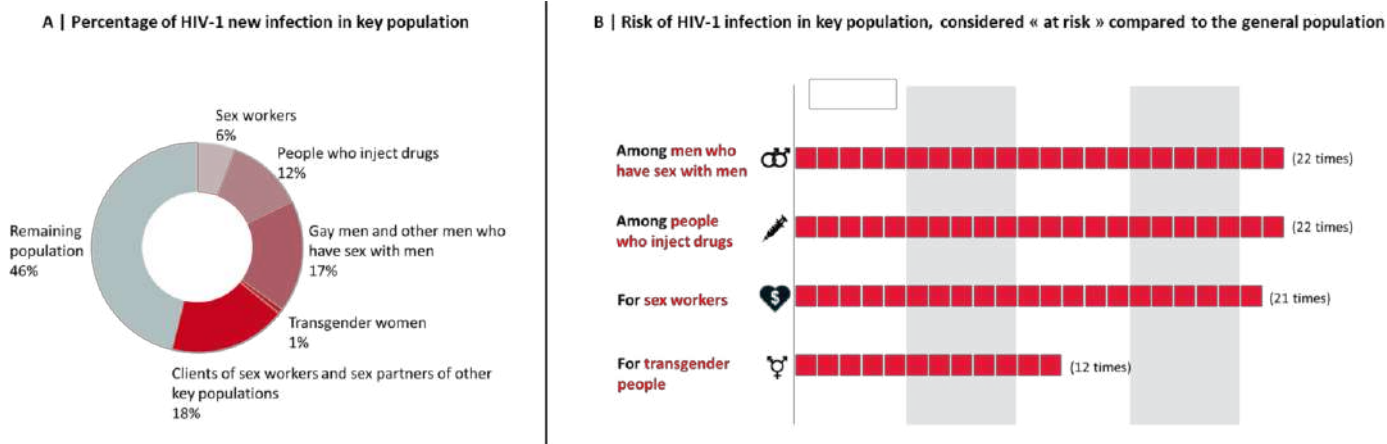 A | Percentage of HIV-1 new infection in key population
Sex workers
6%
People who inject drugs
12%
Gay men and other men who
have sex with men
17%
Transgender women
1%
Clients of sex workers and sex partners of other
key populations
18%
Remaining
population
46%
B | Risk of HIV-1 infection in key population, considered « at risk » compared to the general population
Among men who
have sex with men
(22 times)
Among people
who inject drugs
(22 times)
For sex workers
$
(21 times)
For transgender
people
(12 times)